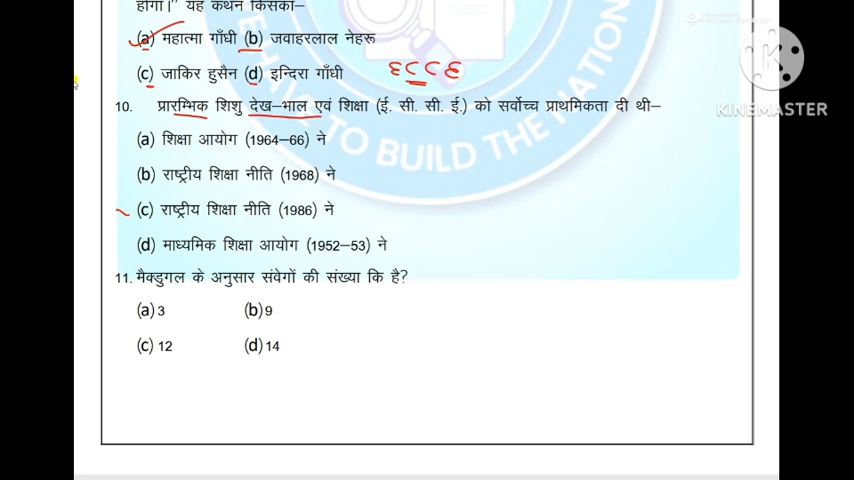 होगा।" यह कथन किसका–
(a) महात्मा गाँधी (b) जवाहरलाल नेहरू
(c) जाकिर हुसैन (d) इन्दिरा गाँधी
10. प्रारम्भिक शिशु देख–भाल एवं शिक्षा (ई. सी. सी. ई.) को सर्वोच्च प्राथमिकता दी थी–
(a) शिक्षा आयोग (1964–66) ने
(b) राष्ट्रीय शिक्षा नीति (1968) ने
(c) राष्ट्रीय शिक्षा नीति (1986) ने
(d) माध्यमिक शिक्षा आयोग (1952–53) ने
11. मैक्डुगल के अनुसार संवेगों की संख्या कि है?
(a) 3 (b) 9
(c) 12 (d) 14
TO BUILD THE NATION
KINEMASTER